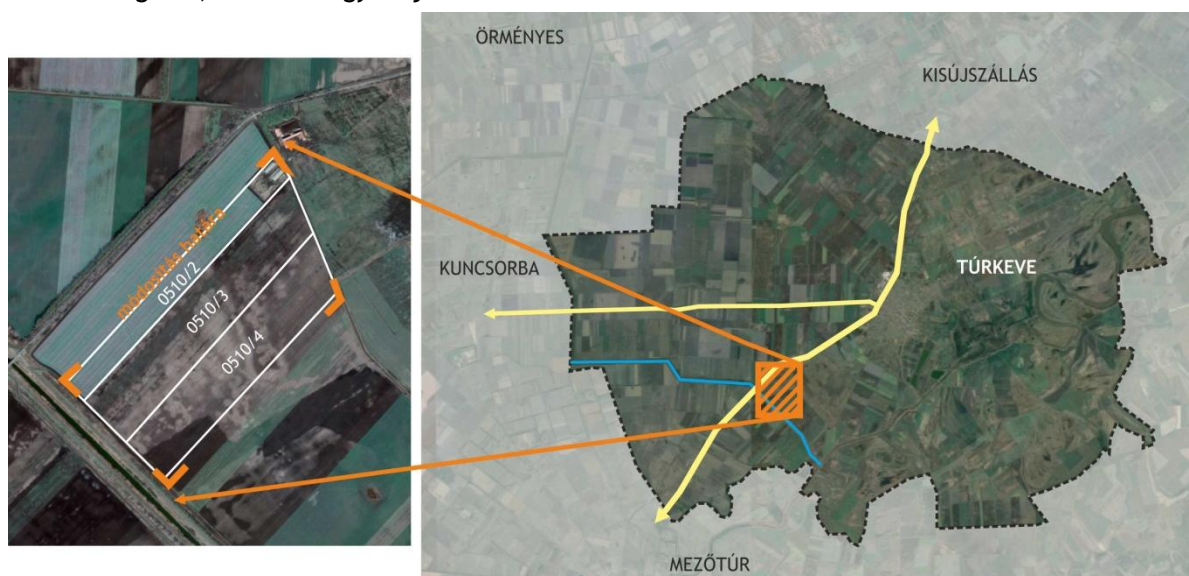 ÖRMÉNYES
KISÚJSZÁLLÁS
KUNCSORBA
TÚRKEVE
MEZŐTÚR
módosítás határa
0510/2
0510/3
0510/4